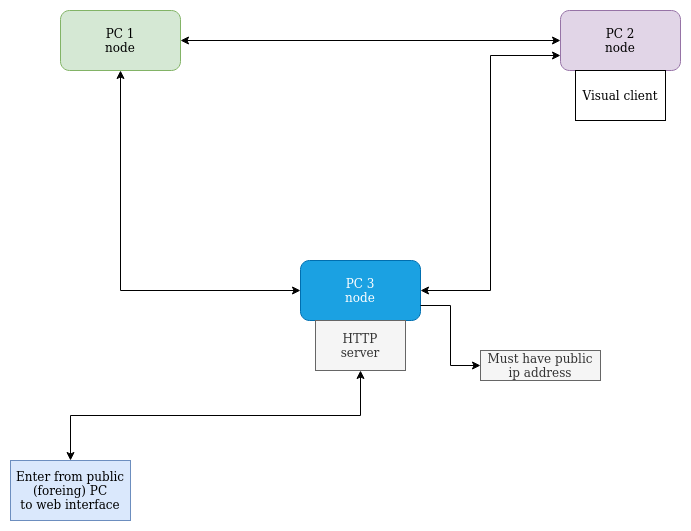 PC 1
node
PC 2
node
Visual client
PC 3
node
HTTP
server
Must have public
ip address
Enter from public
(foreing) PC
to web interface